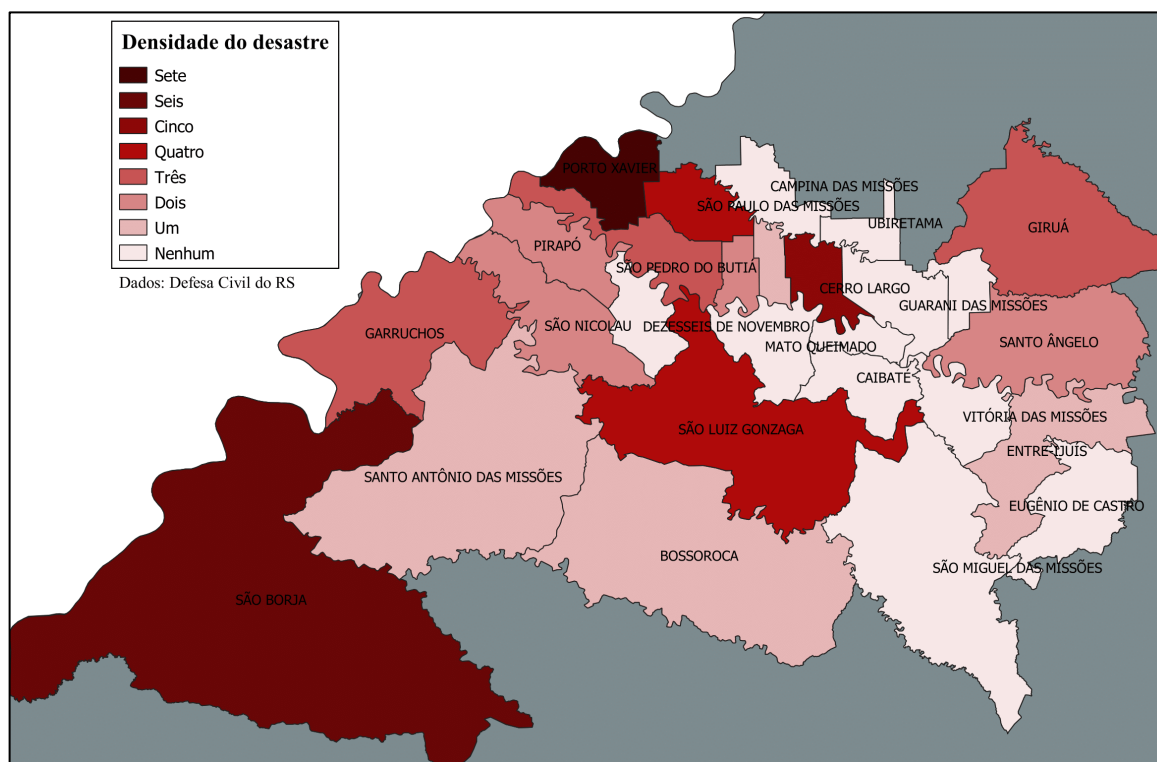 Densidade do desastre
Sete
Seis
Cinco
Quatro
Três
Dois
Um
Nenhum
Dados: Defesa Civil do RS
PORTO XAVIER
CAMPINA DAS MISSÕES
SÃO PAULO DAS MISSÕES
UBIRETAMA
GIRUÁ
PIRAPÓ
SÃO PEDRO DO BUTIÁ
CERRO LARGO
GUARANI DAS MISSÕES
GARRUCHOS
SÃO NICOLAU
DEZESSEIS DE NOVEMBRO
MATO QUEIMADO
SANTO ÂNGELO
CAIBATÉ
VITÓRIA DAS MISSÕES
SÃO LUIZ GONZAGA
ENTRE-IJUÍS
SANTO ANTÔNIO DAS MISSÕES
EUGÊNIO DE CASTRO
BOSSOROCA
SÃO MIGUEL DAS MISSÕES
SÃO BORJA